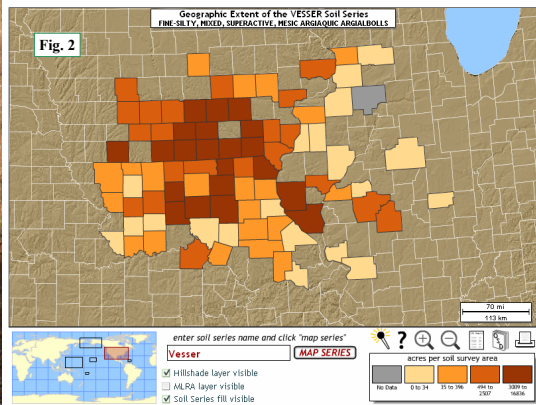 Geographic Extent of the VESSER Soil Series
FINE-SILTY, MIXED, SUPERACTIVE, MESIC ARGIAQUIC ARGIALBOLLS
Fig. 2
70 mi
113 km
enter soil series name and click "map series"
Vesser
MAP SERIES
Hillshade layer visible
MLRA layer visible
Soil Series fill visible
?
acres per soil survey area
No Data
0 to 34
35 to 396
494 to
2507
3009 to
16836